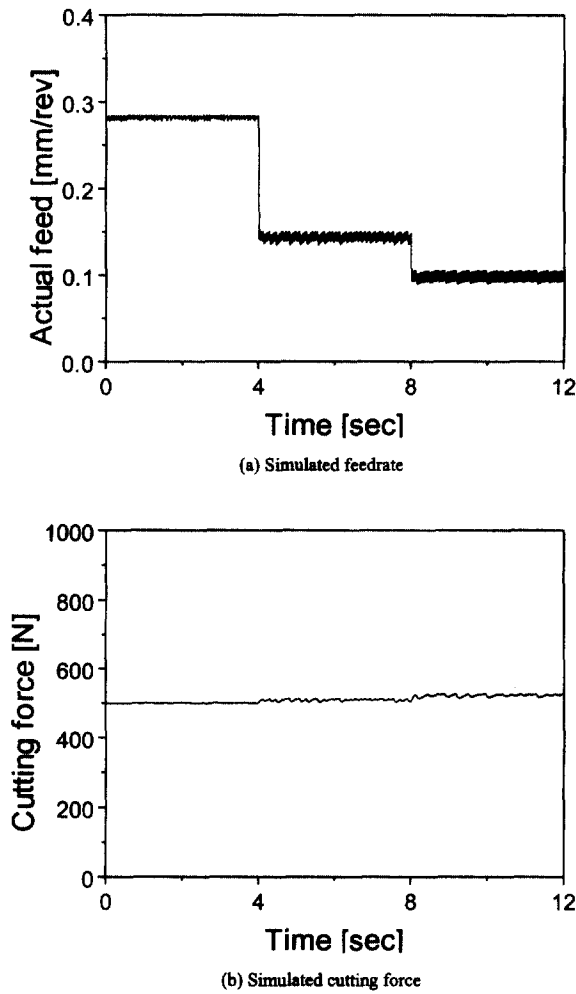 0.4
0.3
0.2
0.1
0.0
Actual feed [mm/rev]
0 4 8 12
Time [sec]
(a) Simulated feedrate
1000
800
600
400
200
0
Cutting force [N]
0 4 8 12
Time [sec]
(b) Simulated cutting force